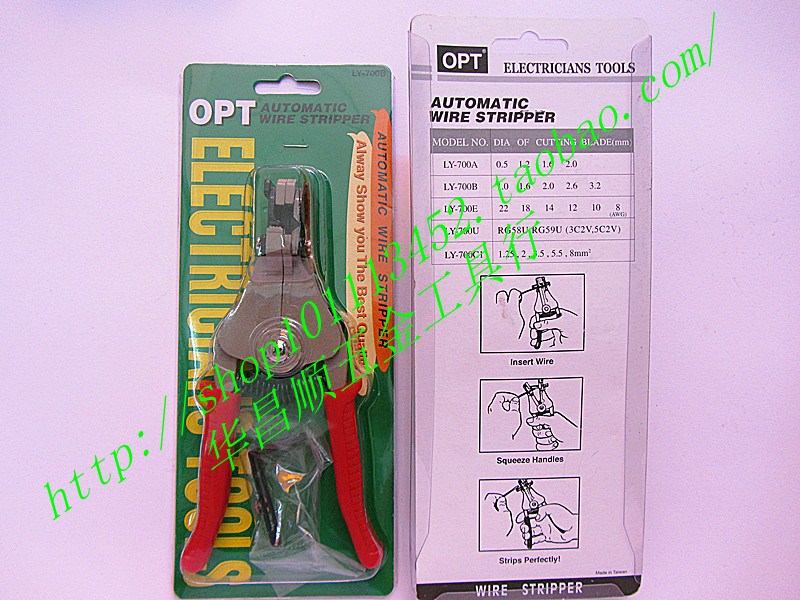 LY-700B
OPT AUTOMATIC
WIRE STRIPPER
ELECTRICIANS TOOLS
AUTOMATIC WIRE STRIPPER
Alway Show you The Best Quality
OPT
ELECTRICIANS TOOLS
AUTOMATIC
WIRE STRIPPER
MODEL NO. DIA OF CUTTING BLADE(mm)
LY-700A 0.5 1.2 1.6 2.0
LY-700B 1.0 1.6 2.0 2.6 3.2
LY-700E 22 18 14 12 10 8
(AWG)
LY-700U RG58U RG59U (3C2V,5C2V)
LY-700C1 1.25, 2, 3.5, 5.5, 8mm²
Insert Wire
Squeeze Handles
Strips Perfectly!
Made in Taiwan
WIRE STRIPPER
http://shop101113452.taobao.com/
华昌顺五金工具行